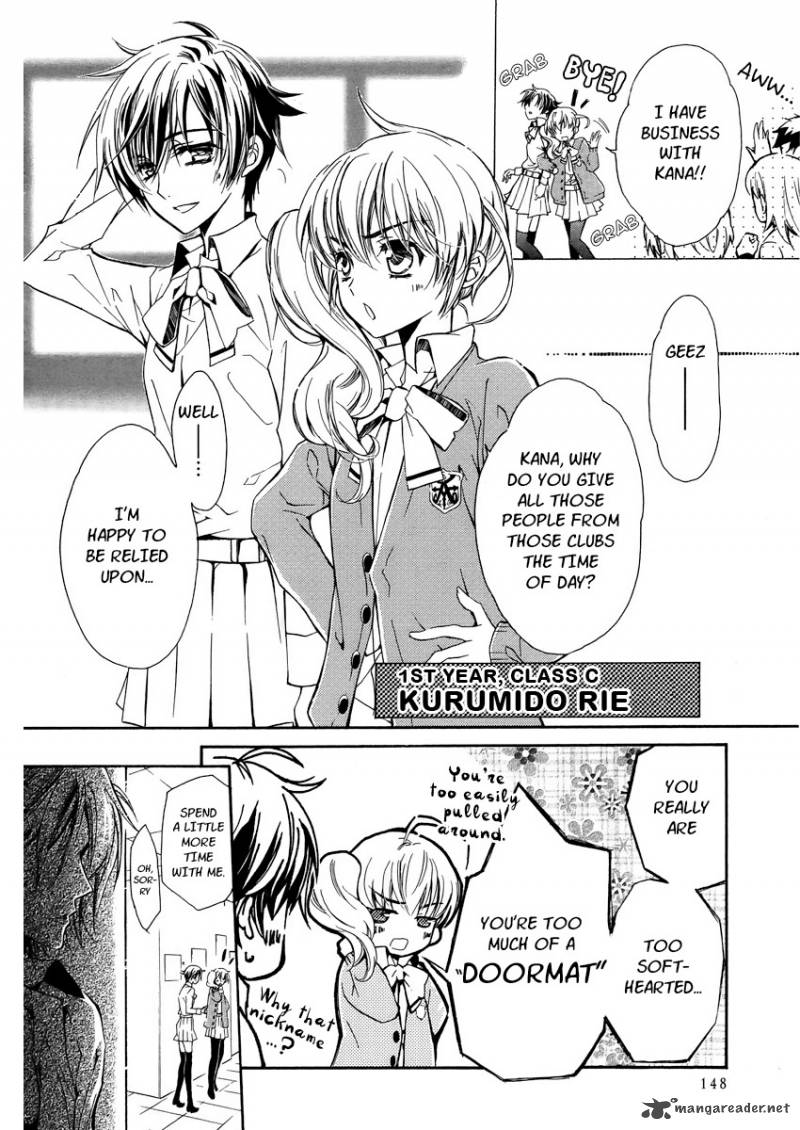 AWW...
I HAVE
BUSINESS
WITH
KANA!!
BYE!
GRAB
GRAB
GEEZ
KANA, WHY
DO YOU GIVE
ALL THOSE
PEOPLE FROM
THOSE CLUBS
THE TIME
OF DAY?
WELL
I'M
HAPPY TO
BE RELIED
UPON...
1ST YEAR, CLASS C
KURUMIDO RIE
YOU
REALLY
ARE
TOO
SOFT-
HEARTED...
YOU'RE TOO
MUCH OF A
"DOORMAT"
You're
too easily
pulled
around.
Why that
nickname
...?
SPEND
A LITTLE
MORE
TIME
WITH ME.
OH,
SOR-
RY
148
mangareader.net